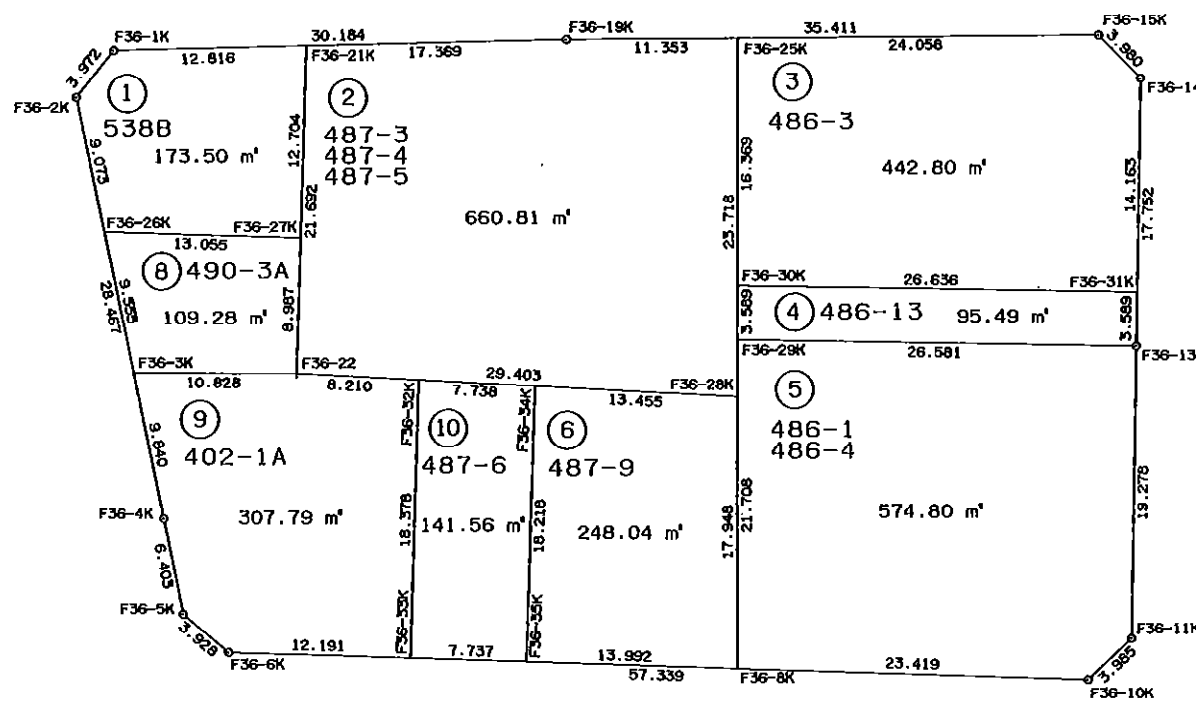 F36-1K
30.184
F36-19K
35.411
F36-15K
12.816
F36-21K
17.369
11.353
F36-25K
24.058
3.972
3.980
F36-2K
F36-14
①
538B
173.50 m²
9.073
12.704
21.692
②
487-3
487-4
487-5
660.81 m²
16.369
23.718
③
486-3
442.80 m²
14.163
17.752
F36-26K
F36-27K
13.055
⑧ 490-3A
109.28 m²
28.467
9.555
8.987
F36-30K
26.636
F36-31K
3.589
④ 486-13
95.49 m²
3.589
F36-29K
26.581
F36-13
F36-3K
F36-22
10.828
8.210
29.403
7.738
F36-28K
13.455
⑨
402-1A
307.79 m²
9.840
F36-32K
18.378
F36-33K
⑩
487-6
141.56 m²
F36-34K
18.218
F36-35K
⑥
487-9
248.04 m²
17.948
21.708
⑤
486-1
486-4
574.80 m²
19.278
F36-4K
6.403
F36-5K
3.928
F36-6K
12.191
7.737
13.992
57.339
F36-8K
23.419
F36-11K
3.985
F36-10K